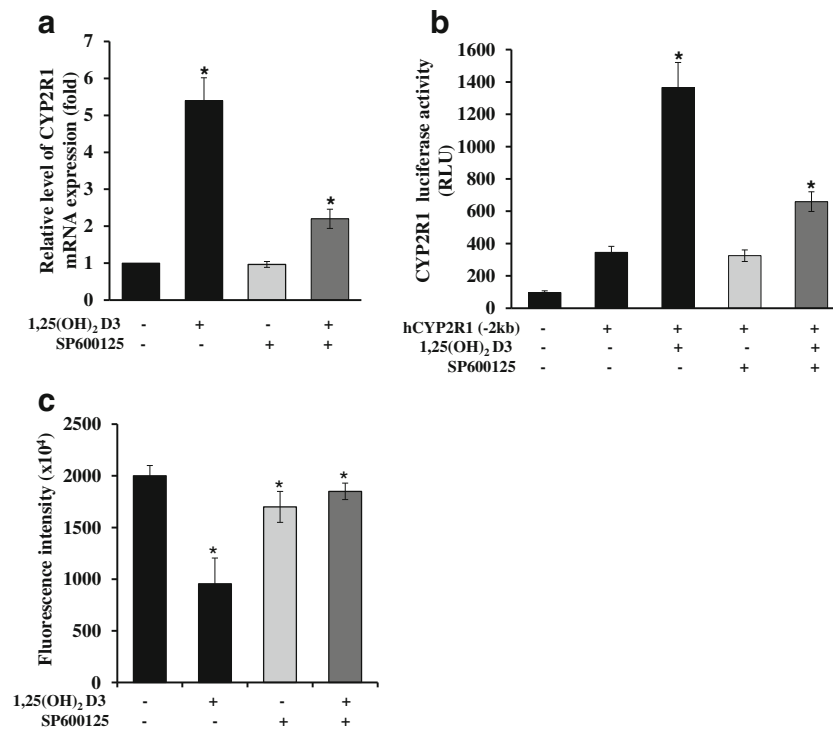 a
Relative level of CYP2R1
mRNA expression (fold)
7
6
5
4
3
2
1
0
*
*
1,25(OH)₂ D3 - + - +
SP600125 - - + +
b
CYP2R1 luciferase activity
(RLU)
1600
1400
1200
1000
800
600
400
200
0
*
*
hCYP2R1 (-2kb) - + + + +
1,25(OH)₂ D3 - - + - +
SP600125 - - - + +
c
Fluorescence intensity (x10⁴)
2500
2000
1500
1000
500
0
*
*
*
1,25(OH)₂ D3 - + - +
SP600125 - - + +